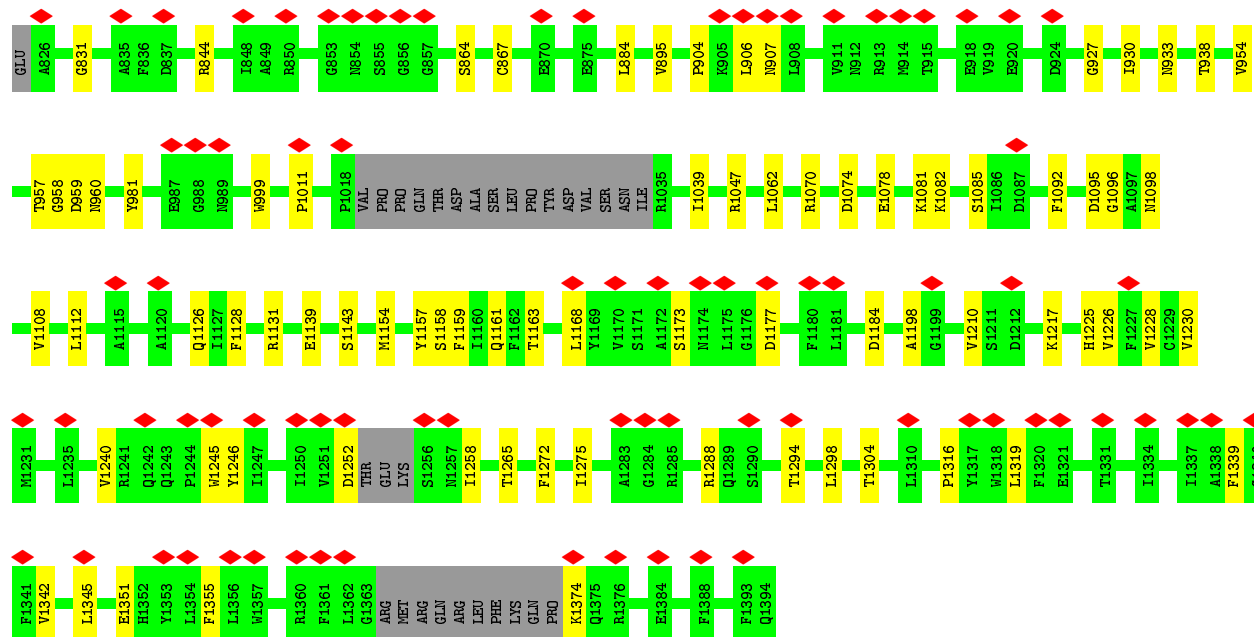 GLU A826 G831 A835 F836 D837 R844 I848 A849 R850 G853 N854 S855 G856 G857 S864 C867 E870 E875 L884 V895 P904 K905 L906 N907 L908 V911 N912 R913 M914 T915 E918 V919 E920 D924 G927 I930 N933 T938 V954
T957 G958 D959 N960 Y981 E987 G988 N989 W999 P1011 P1018 VAL PRO PRO GLN THR ASP ALA SER LEU PRO TYR ASP VAL SER ASN ILE R1035 I1039 R1047 L1062 R1070 D1074 E1078 K1081 K1082 S1085 I1086 D1087 F1092 D1095 G1096 A1097 N1098
V1108 L1112 A1115 A1120 Q1126 I1127 F1128 R1131 E1139 S1143 M1154 Y1157 S1158 F1159 I1160 Q1161 F1162 T1163 L1168 Y1169 V1170 S1171 A1172 S1173 N1174 L1175 G1176 D1177 F1180 L1181 D1184 A1198 G1199 V1210 S1211 D1212 K1217 H1225 V1226 F1227 V1228 C1229 V1230
M1231 L1235 V1240 R1241 Q1242 Q1243 P1244 W1245 Y1246 I1247 I1250 V1251 D1252 THR GLU LYS S1256 N1257 I1258 T1265 F1272 I1275 A1283 G1284 R1285 R1288 Q1289 S1290 T1294 L1298 T1304 L1310 P1316 Y1317 W1318 L1319 F1320 E1321 T1331 I1334 I1337 A1338 F1339
F1341 V1342 L1345 E1351 H1352 Y1353 L1354 F1355 L1356 W1357 R1360 F1361 L1362 G1363 ARG MET ARG GLN ARG LEU PHE LYS GLN PRO K1374 Q1375 R1376 E1384 F1388 F1393 Q1394